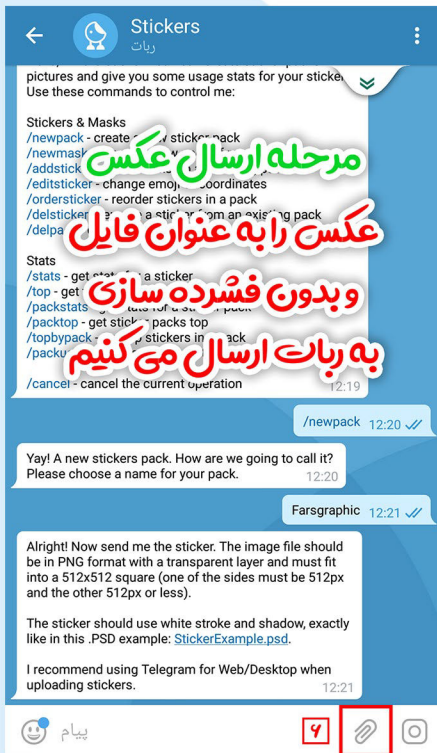 Stickers
ربات
pictures and give you some usage stats for your sticke
Use these commands to control me:
Stickers & Masks
/newpack - create sticker pack
/newmas
/addstic
/editsticker - change emoji coordinates
/ordersticker - reorder stickers in a pack
/delsticker a sticker from an existing pack
/delpa
مرحله ارسال عکس
عکس را به عنوان فایل
و بدون فشرده سازی
به ربات ارسال می کنیم
Stats
/stats - get a sticker
/top - get
/packstats
/packtop - get sticker packs top
/topbypack stickers in pack
/packu
/cancel - cancel the current operation
12:19
/newpack 12:20
Yay! A new stickers pack. How are we going to call it?
Please choose a name for your pack. 12:20
Farsgraphic 12:21
Alright! Now send me the sticker. The image file should
be in PNG format with a transparent layer and must fit
into a 512x512 square (one of the sides must be 512px
and the other 512px or less).
The sticker should use white stroke and shadow, exactly
like in this .PSD example: StickerExample.psd.
I recommend using Telegram for Web/Desktop when
uploading stickers. 12:21
پیام
۶